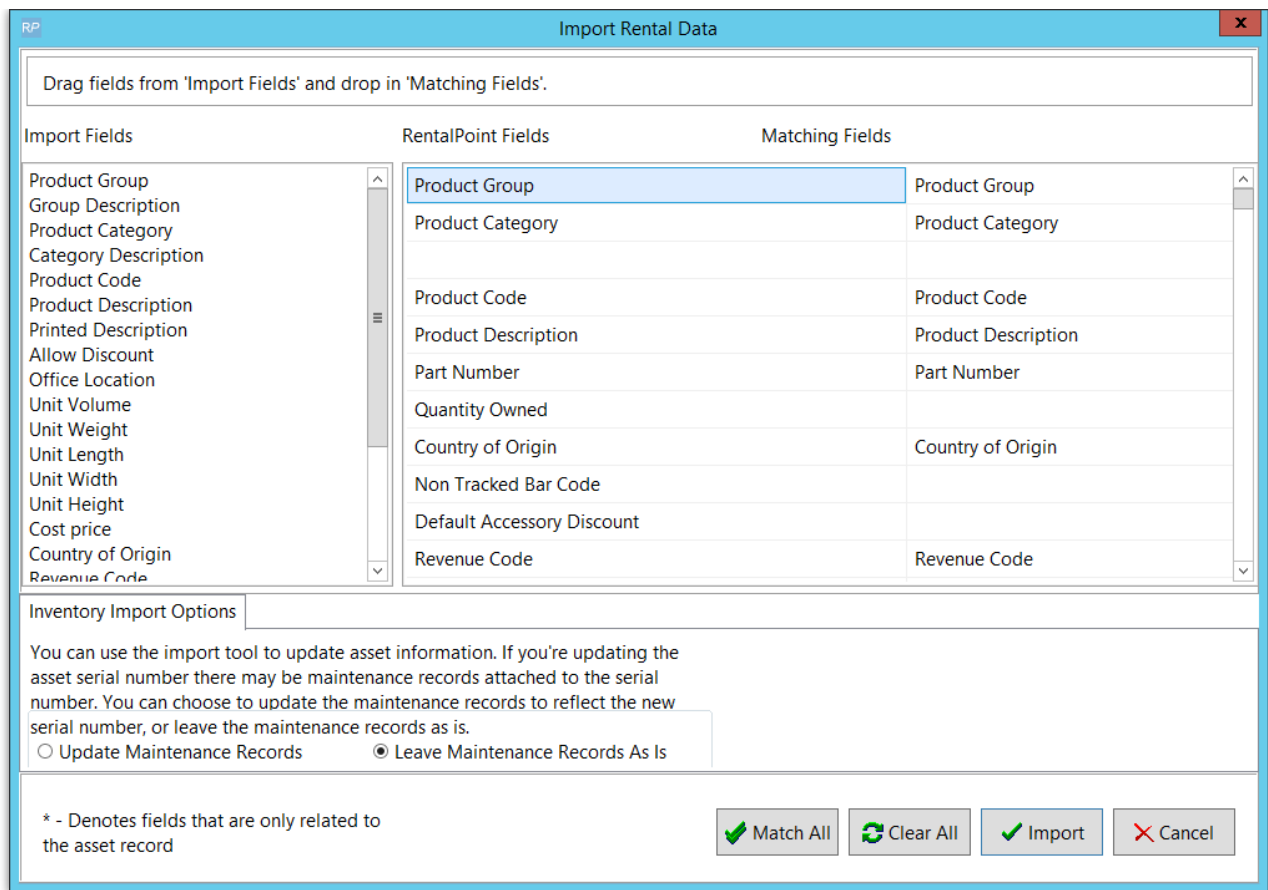 RP
Import Rental Data
x
Drag fields from 'Import Fields' and drop in 'Matching Fields'.
Import Fields
RentalPoint Fields
Matching Fields
Product Group
Group Description
Product Category
Category Description
Product Code
Product Description
Printed Description
Allow Discount
Office Location
Unit Volume
Unit Weight
Unit Length
Unit Width
Unit Height
Cost price
Country of Origin
Revenue Code
Product Group Product Group
Product Category Product Category
Product Code Product Code
Product Description Product Description
Part Number Part Number
Quantity Owned
Country of Origin Country of Origin
Non Tracked Bar Code
Default Accessory Discount
Revenue Code Revenue Code
Inventory Import Options
You can use the import tool to update asset information. If you're updating the
asset serial number there may be maintenance records attached to the serial
number. You can choose to update the maintenance records to reflect the new
serial number, or leave the maintenance records as is.
Update Maintenance Records
Leave Maintenance Records As Is
* - Denotes fields that are only related to
the asset record
Match All
Clear All
Import
Cancel